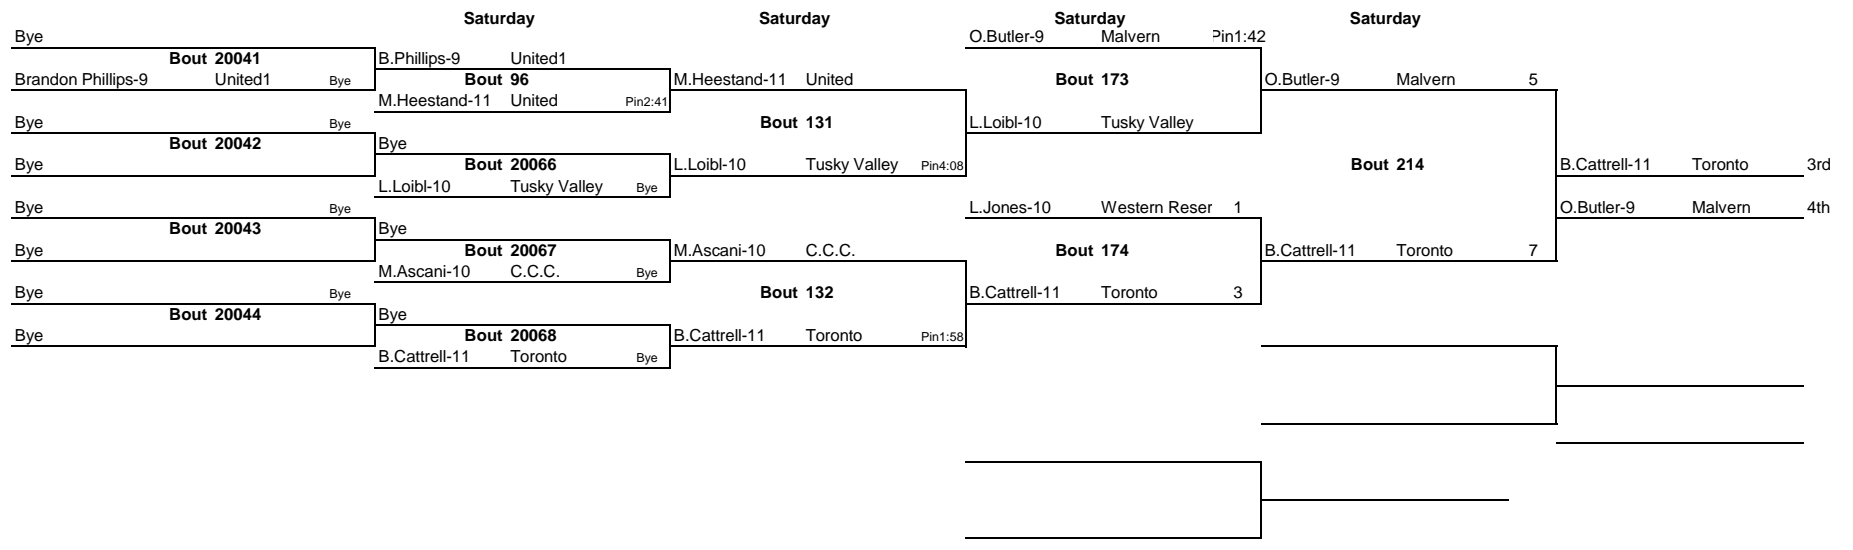 Saturday Saturday Saturday Saturday
Bye O.Butler-9 Malvern Pin1:42
Bout 20041 B.Phillips-9 United1
Brandon Phillips-9 United1 Bye Bout 96 M.Heestand-11 United Bout 173 O.Butler-9 Malvern 5
M.Heestand-11 United Pin2:41
Bye Bye Bout 131 L.Loibl-10 Tusky Valley
Bout 20042 Bye
Bye Bout 20066 L.Loibl-10 Tusky Valley Pin4:08 Bout 214 B.Cattrell-11 Toronto 3rd
L.Loibl-10 Tusky Valley Bye
Bye Bye L.Jones-10 Western Reser 1 O.Butler-9 Malvern 4th
Bout 20043 Bye
Bye Bout 20067 M.Ascani-10 C.C.C. Bout 174 B.Cattrell-11 Toronto 7
M.Ascani-10 C.C.C. Bye
Bye Bye Bout 132 B.Cattrell-11 Toronto 3
Bout 20044 Bye
Bye Bout 20068 B.Cattrell-11 Toronto Pin1:58
B.Cattrell-11 Toronto Bye